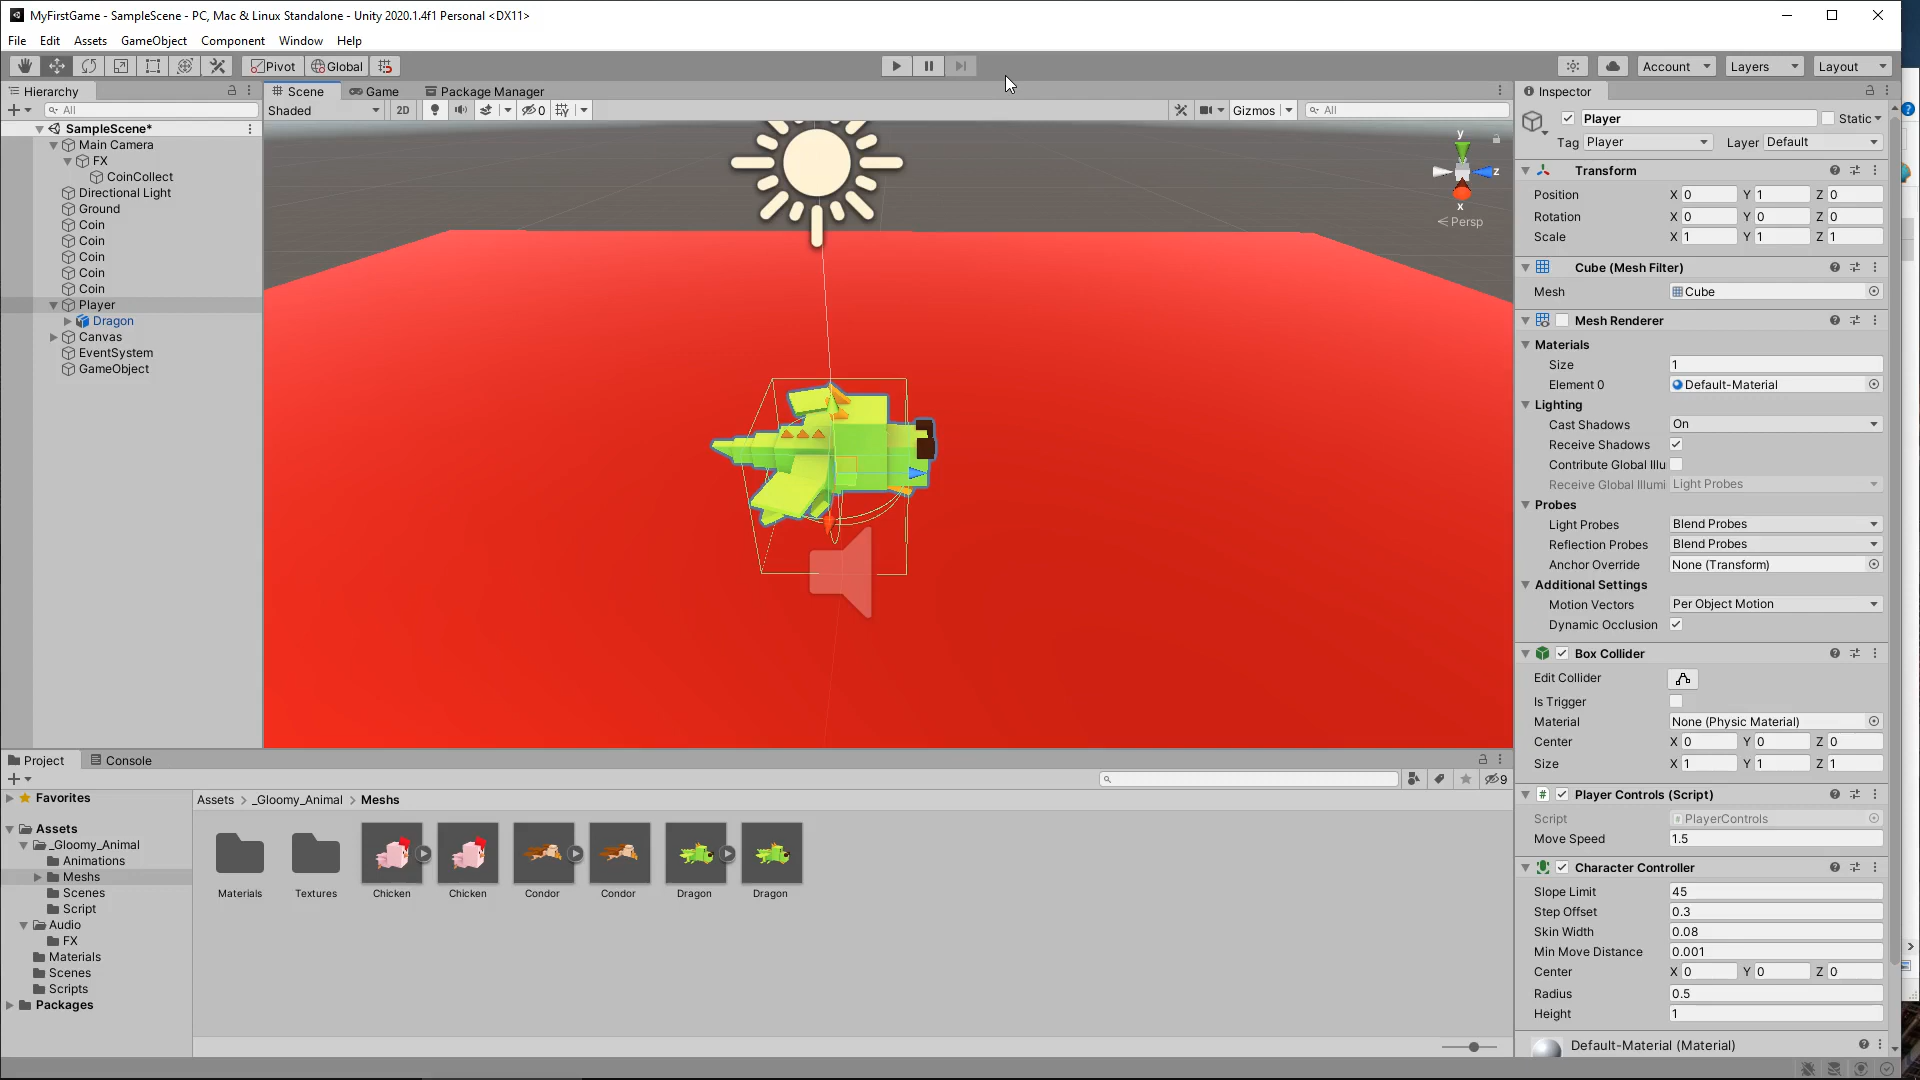 MyFirstGame - SampleScene - PC, Mac & Linux Standalone - Unity 2020.1.4f1 Personal <DX11>
File Edit Assets GameObject Component Window Help
Pivot Global Account Layers Layout
Hierarchy
All
SampleScene*
Main Camera
FX
CoinCollect
Directional Light
Ground
Coin
Coin
Coin
Coin
Coin
Player
Dragon
Canvas
EventSystem
GameObject
Scene Game Package Manager
Shaded 2D 0 Gizmos All
y
z
x
Persp
Inspector
Player Static
Tag Player Layer Default
Transform
Position X 0 Y 1 Z 0
Rotation X 0 Y 0 Z 0
Scale X 1 Y 1 Z 1
Cube (Mesh Filter)
Mesh Cube
Mesh Renderer
Materials
Size 1
Element 0 Default-Material
Lighting
Cast Shadows On
Receive Shadows
Contribute Global Illu
Receive Global Illumi Light Probes
Probes
Light Probes Blend Probes
Reflection Probes Blend Probes
Anchor Override None (Transform)
Additional Settings
Motion Vectors Per Object Motion
Dynamic Occlusion
Box Collider
Edit Collider
Is Trigger
Material None (Physic Material)
Center X 0 Y 0 Z 0
Size X 1 Y 1 Z 1
Player Controls (Script)
Script # PlayerControls
Move Speed 1.5
Character Controller
Slope Limit 45
Step Offset 0.3
Skin Width 0.08
Min Move Distance 0.001
Center X 0 Y 0 Z 0
Radius 0.5
Height 1
Default-Material (Material)
Project Console
9
Favorites
Assets
_Gloomy_Animal
Animations
Meshs
Scenes
Script
Audio
FX
Materials
Scenes
Scripts
Packages
Assets > _Gloomy_Animal > Meshs
Materials Textures Chicken Chicken Condor Condor Dragon Dragon